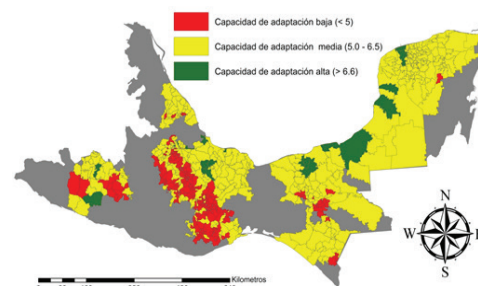 Capacidad de adaptación baja (< 5)
Capacidad de adaptación media (5.0 - 6.5)
Capacidad de adaptación alta (> 6.6)
N
W
E
S
Kilometros